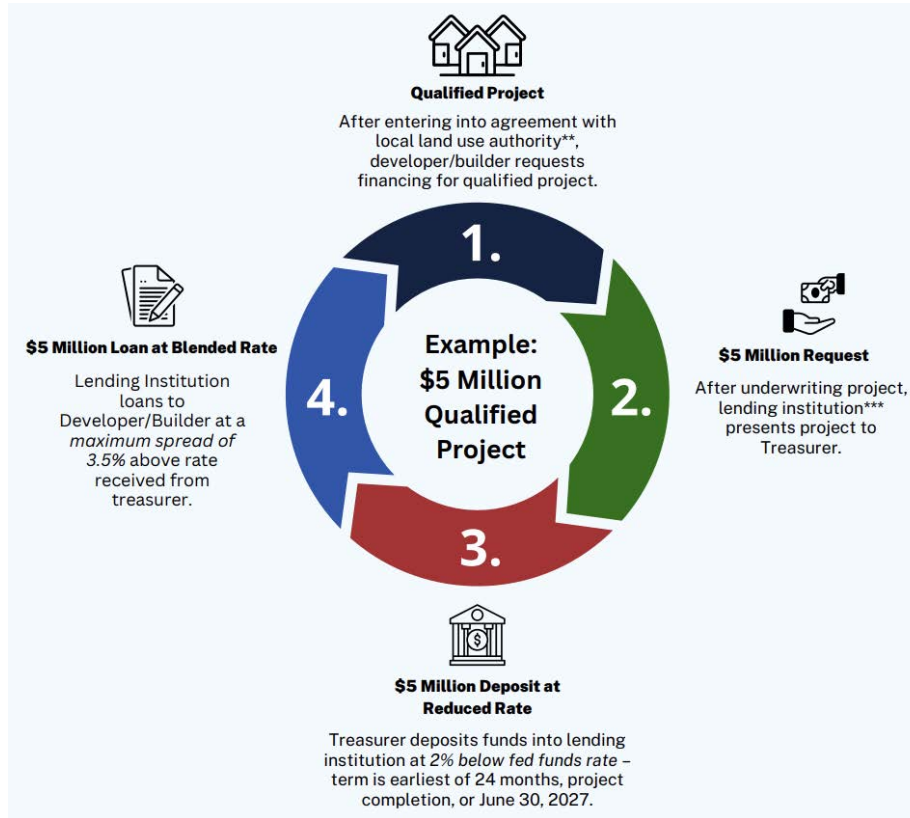 Qualified Project
After entering into agreement with
local land use authority**,
developer/builder requests
financing for qualified project.
1.
$5 Million Request
After underwriting project,
lending institution***
presents project to
Treasurer.
2.
$5 Million Deposit at
Reduced Rate
Treasurer deposits funds into lending
institution at 2% below fed funds rate –
term is earliest of 24 months, project
completion, or June 30, 2027.
3.
$5 Million Loan at Blended Rate
Lending Institution
loans to
Developer/Builder at a
maximum spread of
3.5% above rate
received from
treasurer.
4.
Example:
$5 Million
Qualified
Project
$